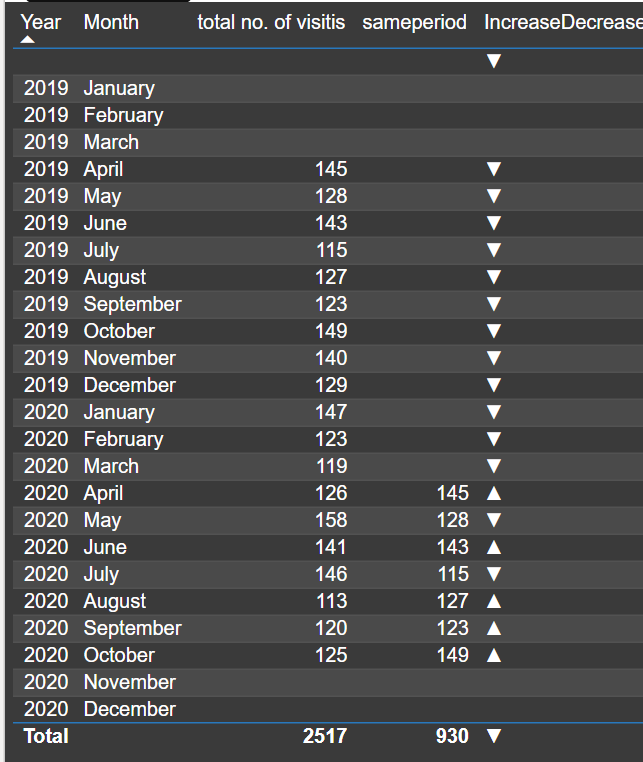 Year Month total no. of visitis sameperiod IncreaseDecrease
▲
▼
2019 January
2019 February
2019 March
2019 April 145 ▼
2019 May 128 ▼
2019 June 143 ▼
2019 July 115 ▼
2019 August 127 ▼
2019 September 123 ▼
2019 October 149 ▼
2019 November 140 ▼
2019 December 129 ▼
2020 January 147 ▼
2020 February 123 ▼
2020 March 119 ▼
2020 April 126 145 ▲
2020 May 158 128 ▼
2020 June 141 143 ▲
2020 July 146 115 ▼
2020 August 113 127 ▲
2020 September 120 123 ▲
2020 October 125 149 ▲
2020 November
2020 December
Total 2517 930 ▼